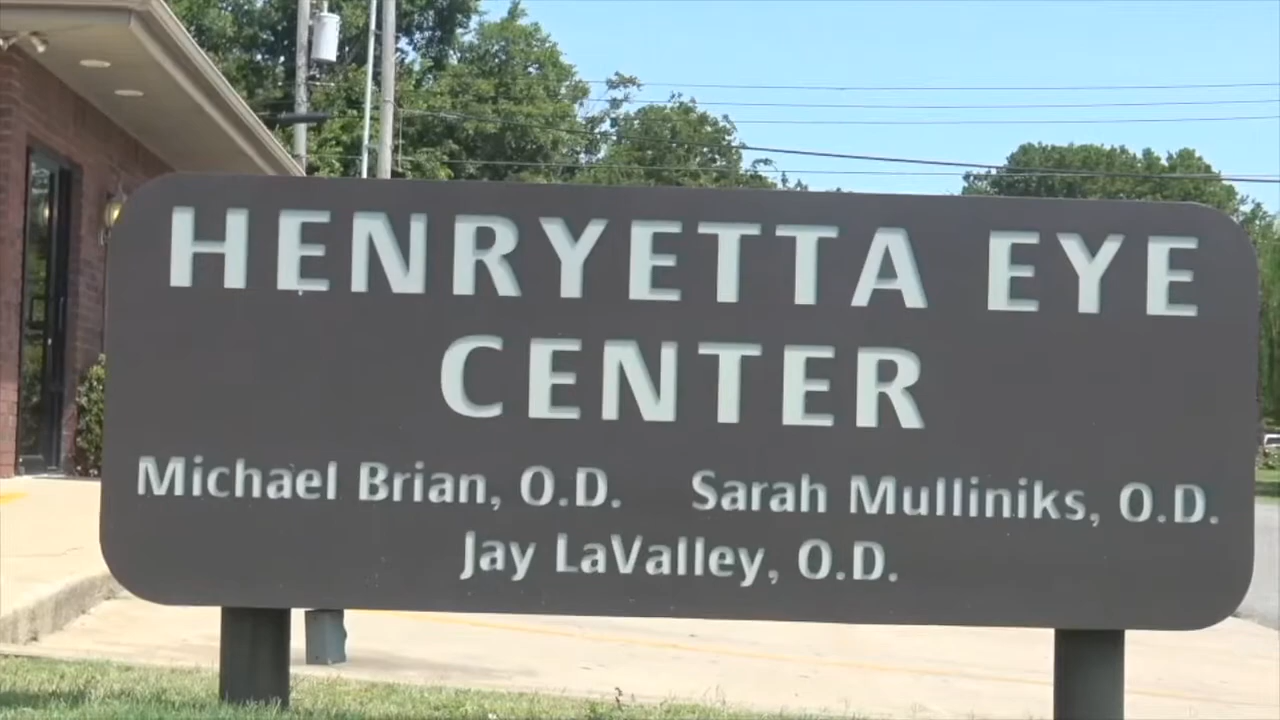 HENRYETTA EYE
CENTER
Michael Brian, O.D. Sarah Mulliniks, O.D.
Jay LaValley, O.D.